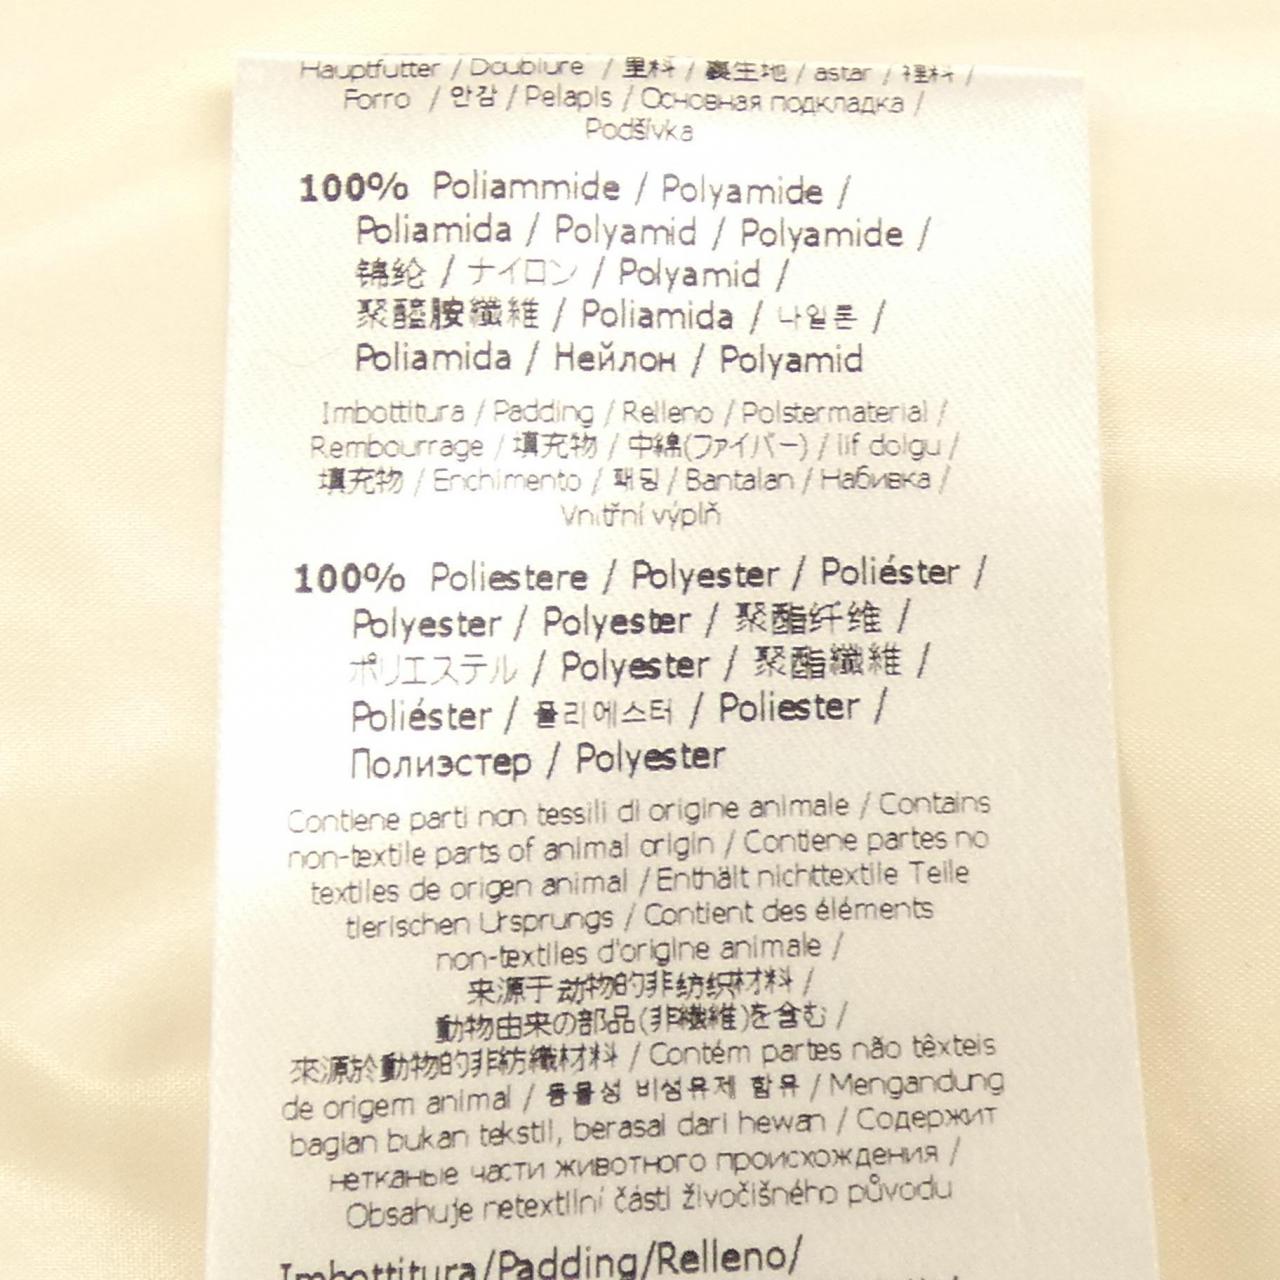 Hauptfutter / Doublure / 里料 / 裏生地 / astar / 裡料 /
Forro / 안감 / Pelapis / Основная подкладка /
Podšívka
100% Poliammide / Polyamide /
Poliamida / Polyamid / Polyamide /
锦纶 / ナイロン / Polyamid /
聚醯胺纖維 / Poliamida / 나일론 /
Poliamida / Нейлон / Polyamid
Imbottitura / Padding / Relleno / Polstermaterial /
Rembourrage / 填充物 / 中綿(ファイバー) / lif dolgu /
填充物 / Enchimento / 패딩 / Bantalan / Набивка /
Vnitřní výplň
100% Poliestere / Polyester / Poliéster /
Polyester / Polyester / 聚酯纤维 /
ポリエステル / Polyester / 聚酯纖維 /
Poliéster / 폴리에스터 / Poliester /
Полиэстер / Polyester
Contiene parti non tessili di origine animale / Contains
non-textile parts of animal origin / Contiene partes no
textiles de origen animal / Enthält nichttextile Teile
tierischen Ursprungs / Contient des éléments
non-textiles d'origine animale /
来源于动物的非纺织材料 /
動物由来の部品(非繊維)を含む /
來源於動物的非紡織材料 / Contém partes não têxteis
de origem animal / 동물성 비섬유제 함유 / Mengandung
bagian bukan tekstil, berasal dari hewan / Содержит
нетканые части животного происхождения /
Obsahuje netextilní části živočišného původu
Imbottitura/Padding/Relleno/